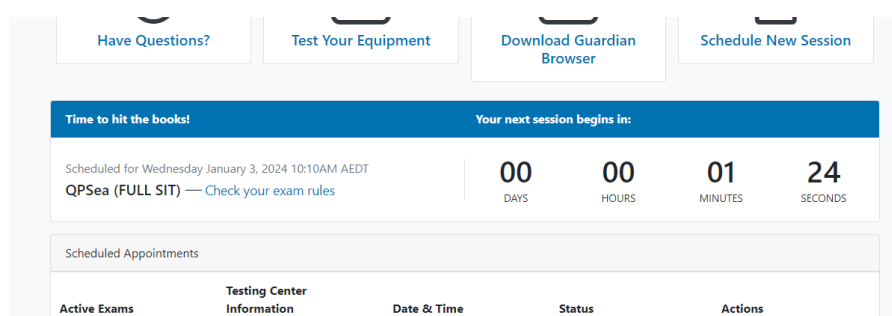 Have Questions?
Test Your Equipment
Download Guardian
Browser
Schedule New Session
Time to hit the books!
Your next session begins in:
Scheduled for Wednesday January 3, 2024 10:10AM AEDT
QPSea (FULL SIT) — Check your exam rules
00 00 01 24
DAYS HOURS MINUTES SECONDS
Scheduled Appointments
Active Exams
Testing Center
Information
Date & Time
Status
Actions